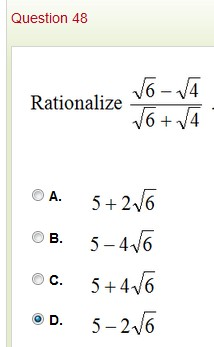 Question 48
Rationalize (√6 − √4)/(√6 + √4) .
A. 5 + 2√6
B. 5 − 4√6
C. 5 + 4√6
D. 5 − 2√6